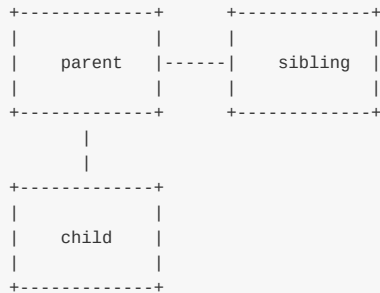 +-------------+      +-------------+
|             |      |             |
|    parent   |------|    sibling  |
|             |      |             |
+-------------+      +-------------+
       |
       |
+-------------+
|             |
|    child    |
|             |
+-------------+